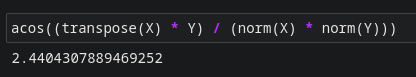 acos((transpose(X) * Y) / (norm(X) * norm(Y)))
2.4404307889469252